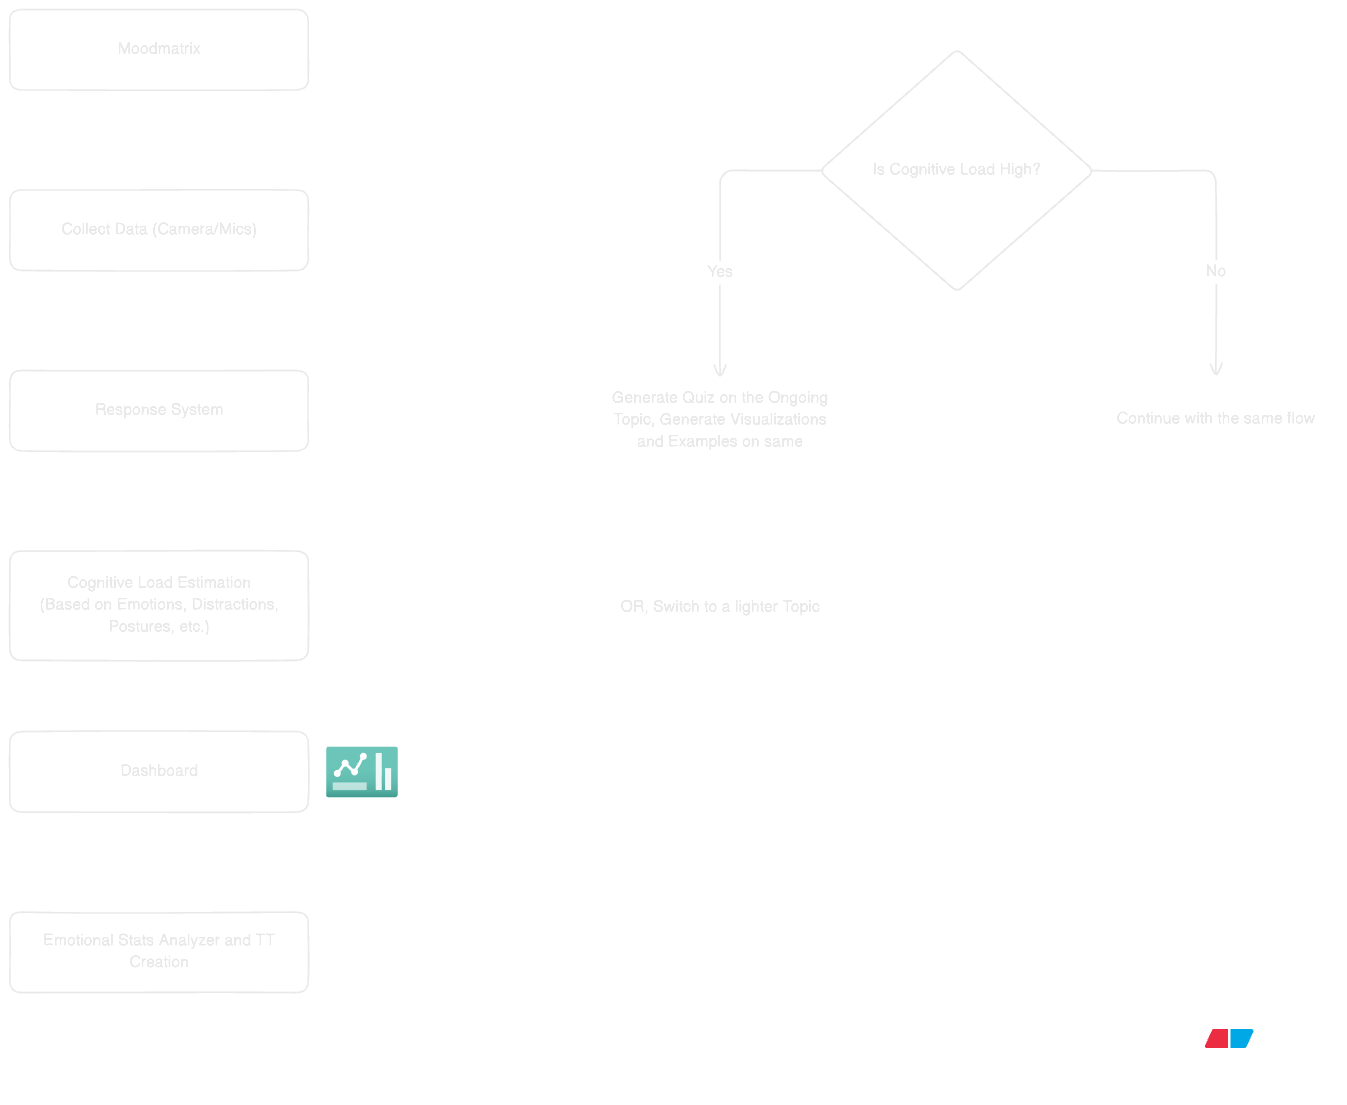 Moodmatrix
Is Cognitive Load High?
Collect Data (Camera/Mics)
Yes
No
Response System
Generate Quiz on the Ongoing
Topic, Generate Visualizations
and Examples on same
Continue with the same flow
Cognitive Load Estimation
(Based on Emotions, Distractions,
Postures, etc.)
OR, Switch to a lighter Topic
Dashboard
Emotional Stats Analyzer and TT
Creation